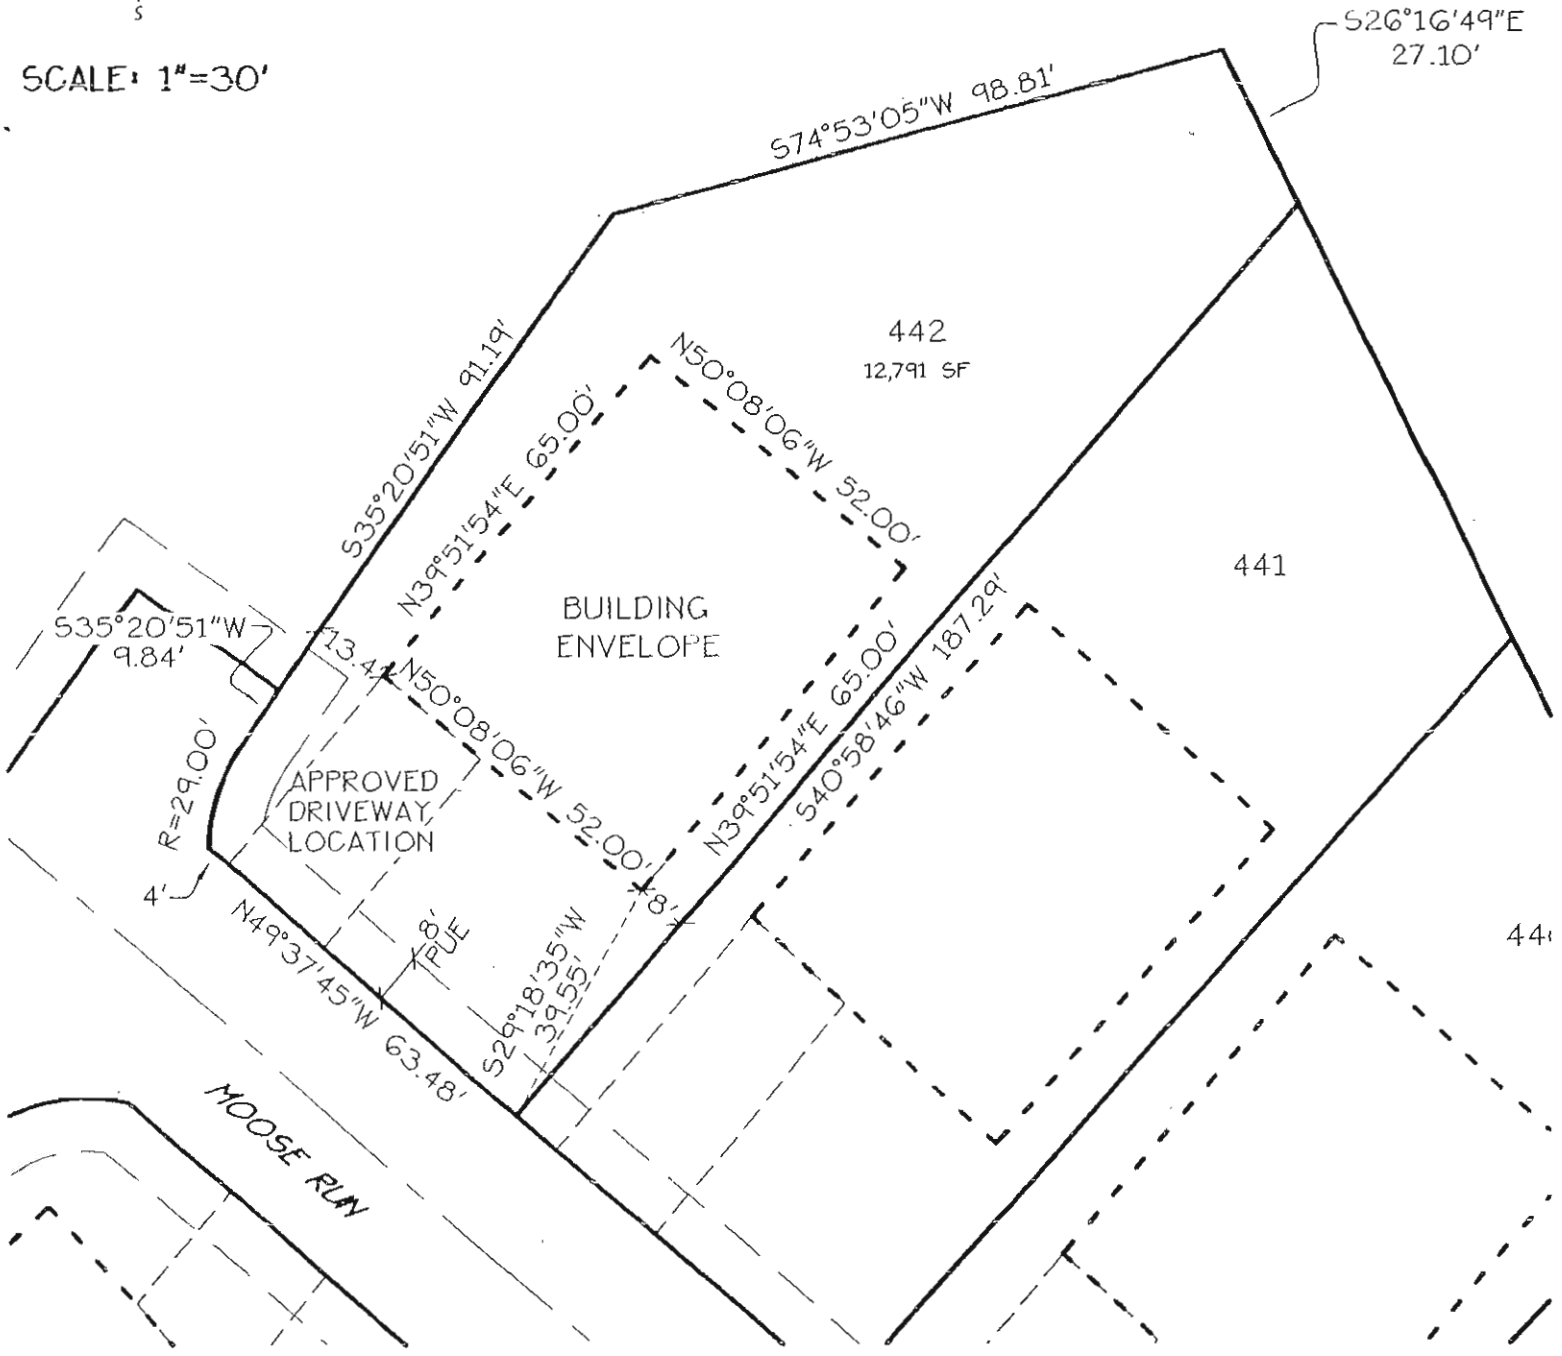 S
SCALE: 1"=30'
S26°16'49"E
27.10'
S74°53'05"W 98.81'
442
12,791 SF
S35°20'51"W 91.19'
N50°08'06"W 52.00'
N39°51'54"E 65.00'
BUILDING
ENVELOPE
441
S35°20'51"W
9.84'
N50°08'06"W 52.00'
N39°51'54"E 65.00'
S40°58'46"W 187.29'
R=29.00'
APPROVED
DRIVEWAY
LOCATION
4'
8'
N49°37'45"W 63.48'
8'
PUE
S29°18'35"W
39.55'
MOOSE RUN